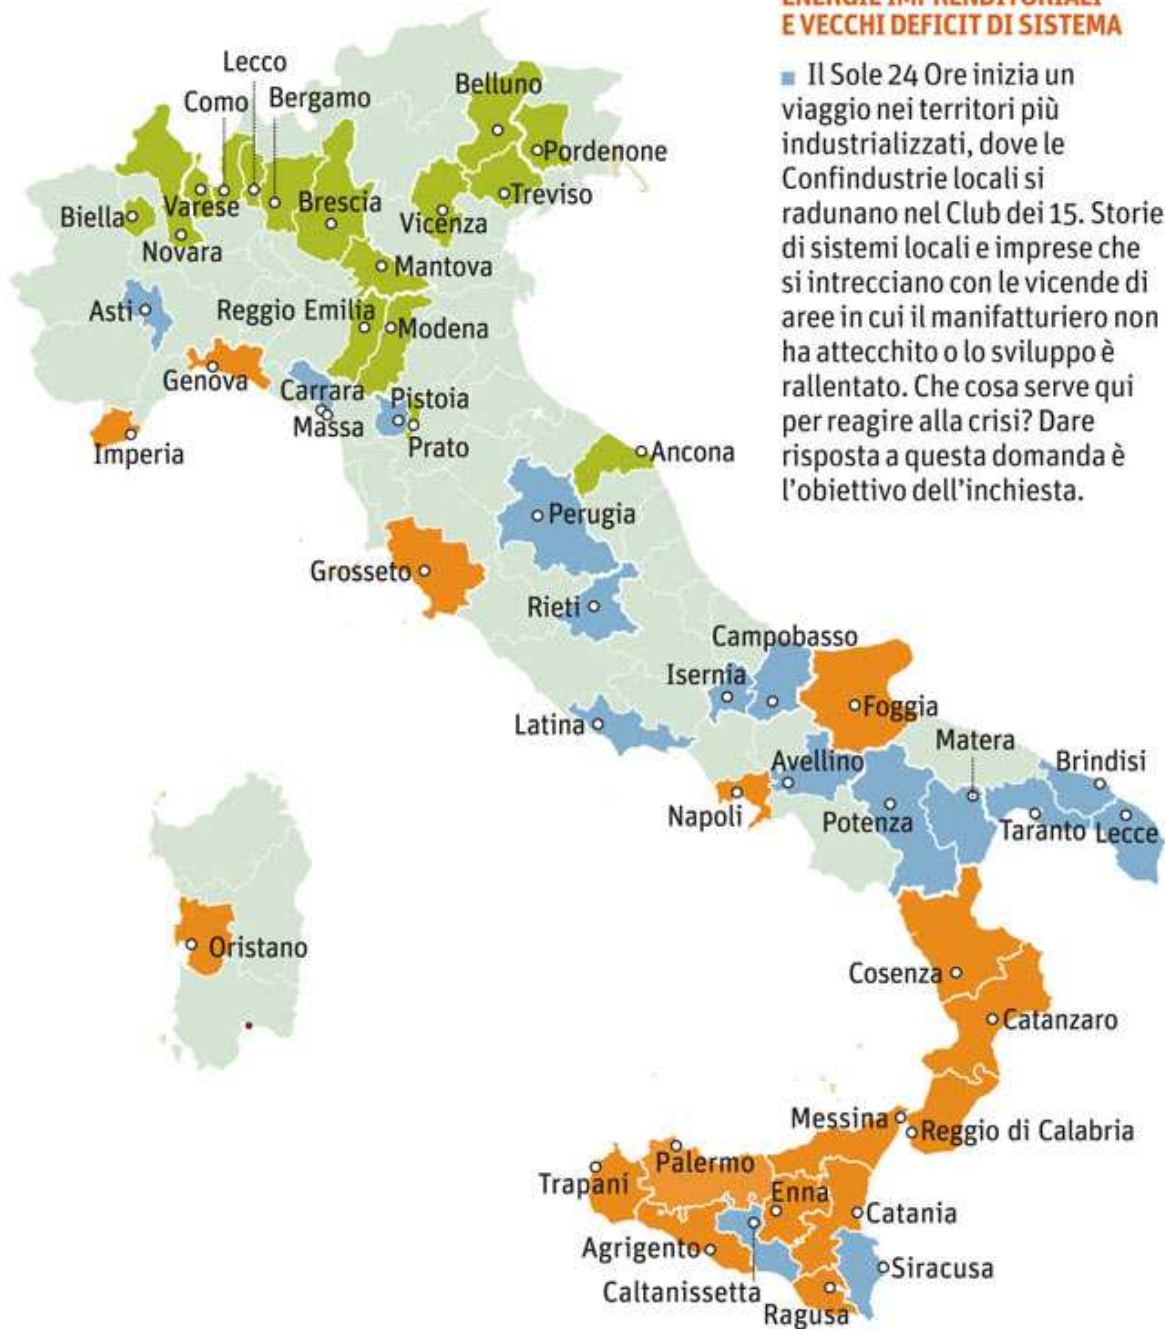 E VECCHI DEFICIT DI SISTEMA
Il Sole 24 Ore inizia un
viaggio nei territori più
industrializzati, dove le
Confindustrie locali si
radunano nel Club dei 15. Storie
di sistemi locali e imprese che
si intrecciano con le vicende di
aree in cui il manifatturiero non
ha attecchito o lo sviluppo è
rallentato. Che cosa serve qui
per reagire alla crisi? Dare
risposta a questa domanda è
l'obiettivo dell'inchiesta.
Lecco
Como
Bergamo
Belluno
Pordenone
Biella
Varese
Brescia
Treviso
Novara
Vicenza
Mantova
Asti
Reggio Emilia
Modena
Genova
Carrara
Pistoia
Massa
Imperia
Prato
Ancona
Perugia
Grosseto
Rieti
Campobasso
Isernia
Latina
Foggia
Matera
Avellino
Brindisi
Napoli
Potenza
Taranto
Lecce
Oristano
Cosenza
Catanzaro
Messina
Reggio di Calabria
Palermo
Trapani
Enna
Catania
Agrigento
Siracusa
Caltanissetta
Ragusa